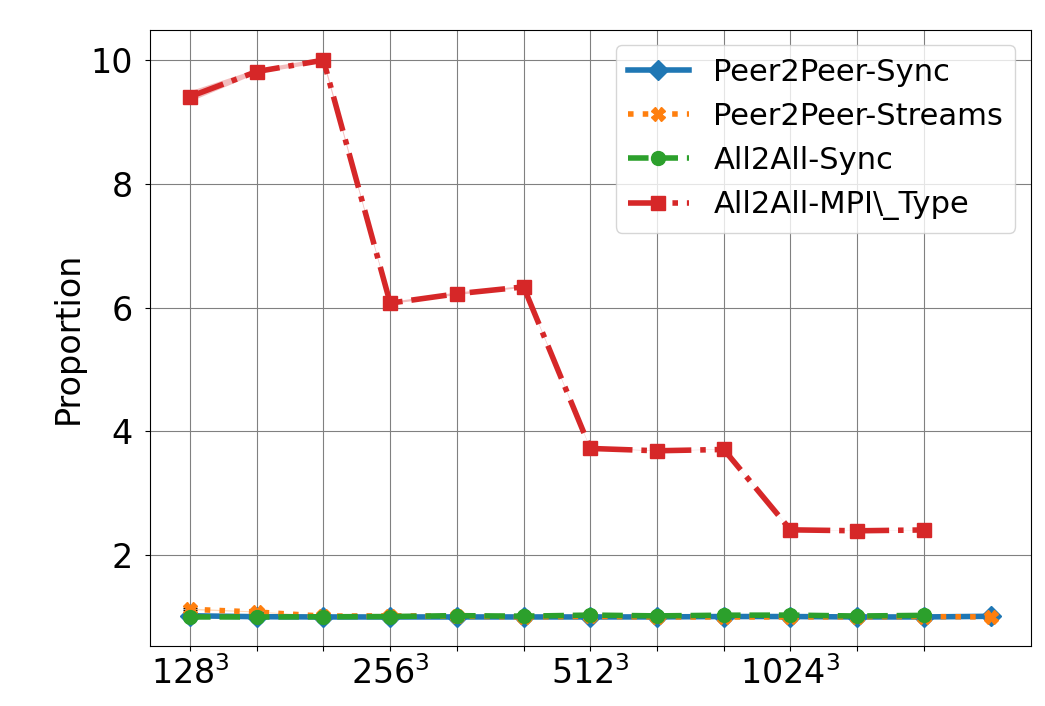 10
8
6
4
2
Proportion
Peer2Peer-Sync
Peer2Peer-Streams
All2All-Sync
All2All-MPI\_Type
128³ 256³ 512³ 1024³